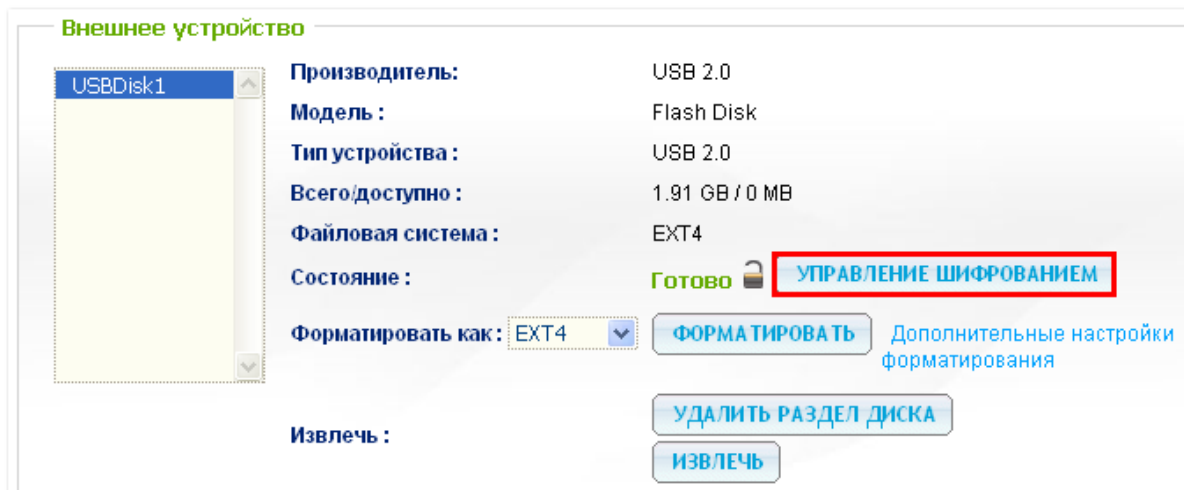 Внешнее устройство
USBDisk1
Производитель: USB 2.0
Модель : Flash Disk
Тип устройства : USB 2.0
Всего/доступно : 1.91 GB / 0 MB
Файловая система : EXT4
Состояние : Готово УПРАВЛЕНИЕ ШИФРОВАНИЕМ
Форматировать как : EXT4 ФОРМАТИРОВАТЬ Дополнительные настройки
форматирования
УДАЛИТЬ РАЗДЕЛ ДИСКА
Извлечь :
ИЗВЛЕЧЬ